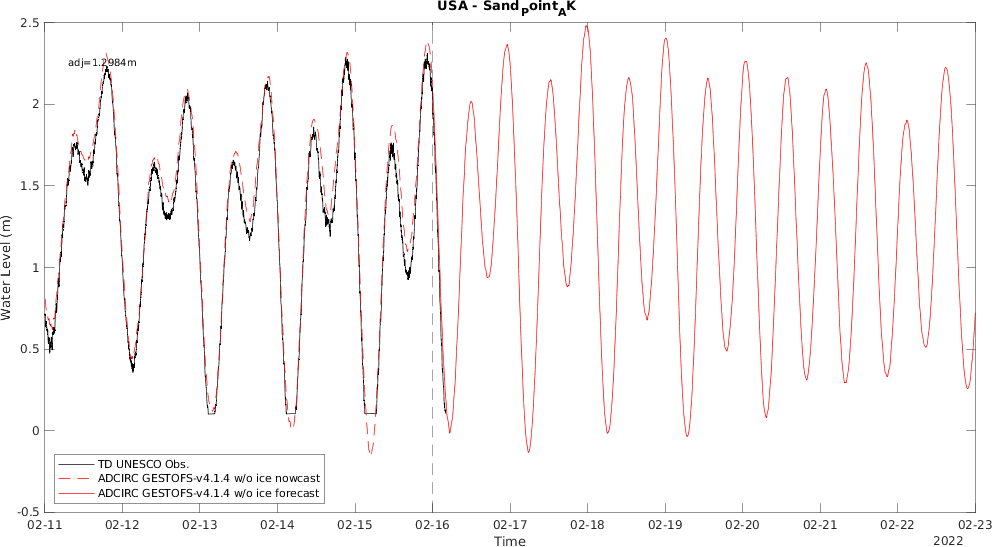 USA - Sand_Point_AK
adj=1.2984m
2.5
2
1.5
1
0.5
0
-0.5
Water Level (m)
TD UNESCO Obs.
ADCIRC GESTOFS-v4.1.4 w/o ice nowcast
ADCIRC GESTOFS-v4.1.4 w/o ice forecast
02-11 02-12 02-13 02-14 02-15 02-16 02-17 02-18 02-19 02-20 02-21 02-22 02-23
Time
2022